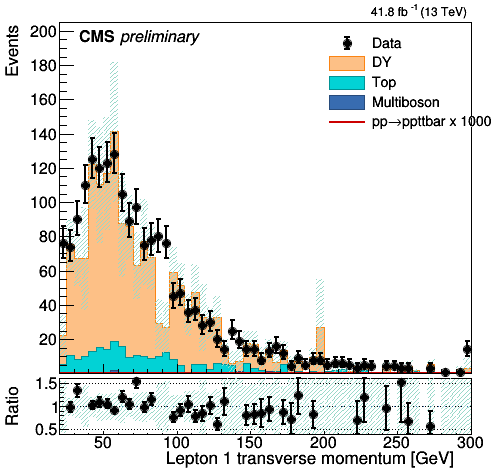 41.8 fb⁻¹ (13 TeV)
CMS preliminary
Events
200
180
160
140
120
100
80
60
40
20
Data
DY
Top
Multiboson
pp→ppttbar x 1000
Ratio
1.5
1
0.5
50 100 150 200 250 300
Lepton 1 transverse momentum [GeV]